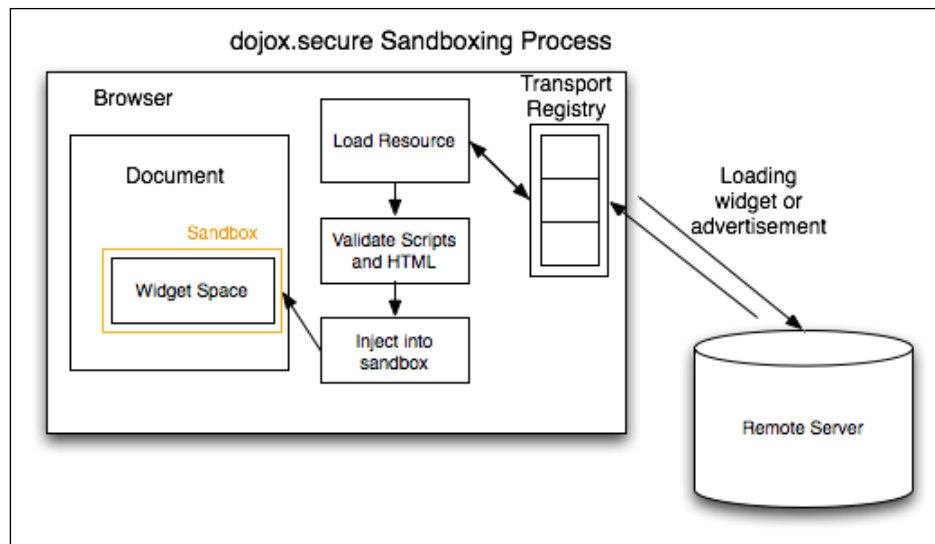 dojox.secure Sandboxing Process
Browser
Transport
Registry
Load Resource
Document
Loading
widget or
advertisement
Sandbox
Validate Scripts
and HTML
Widget Space
Inject into
sandbox
Remote Server